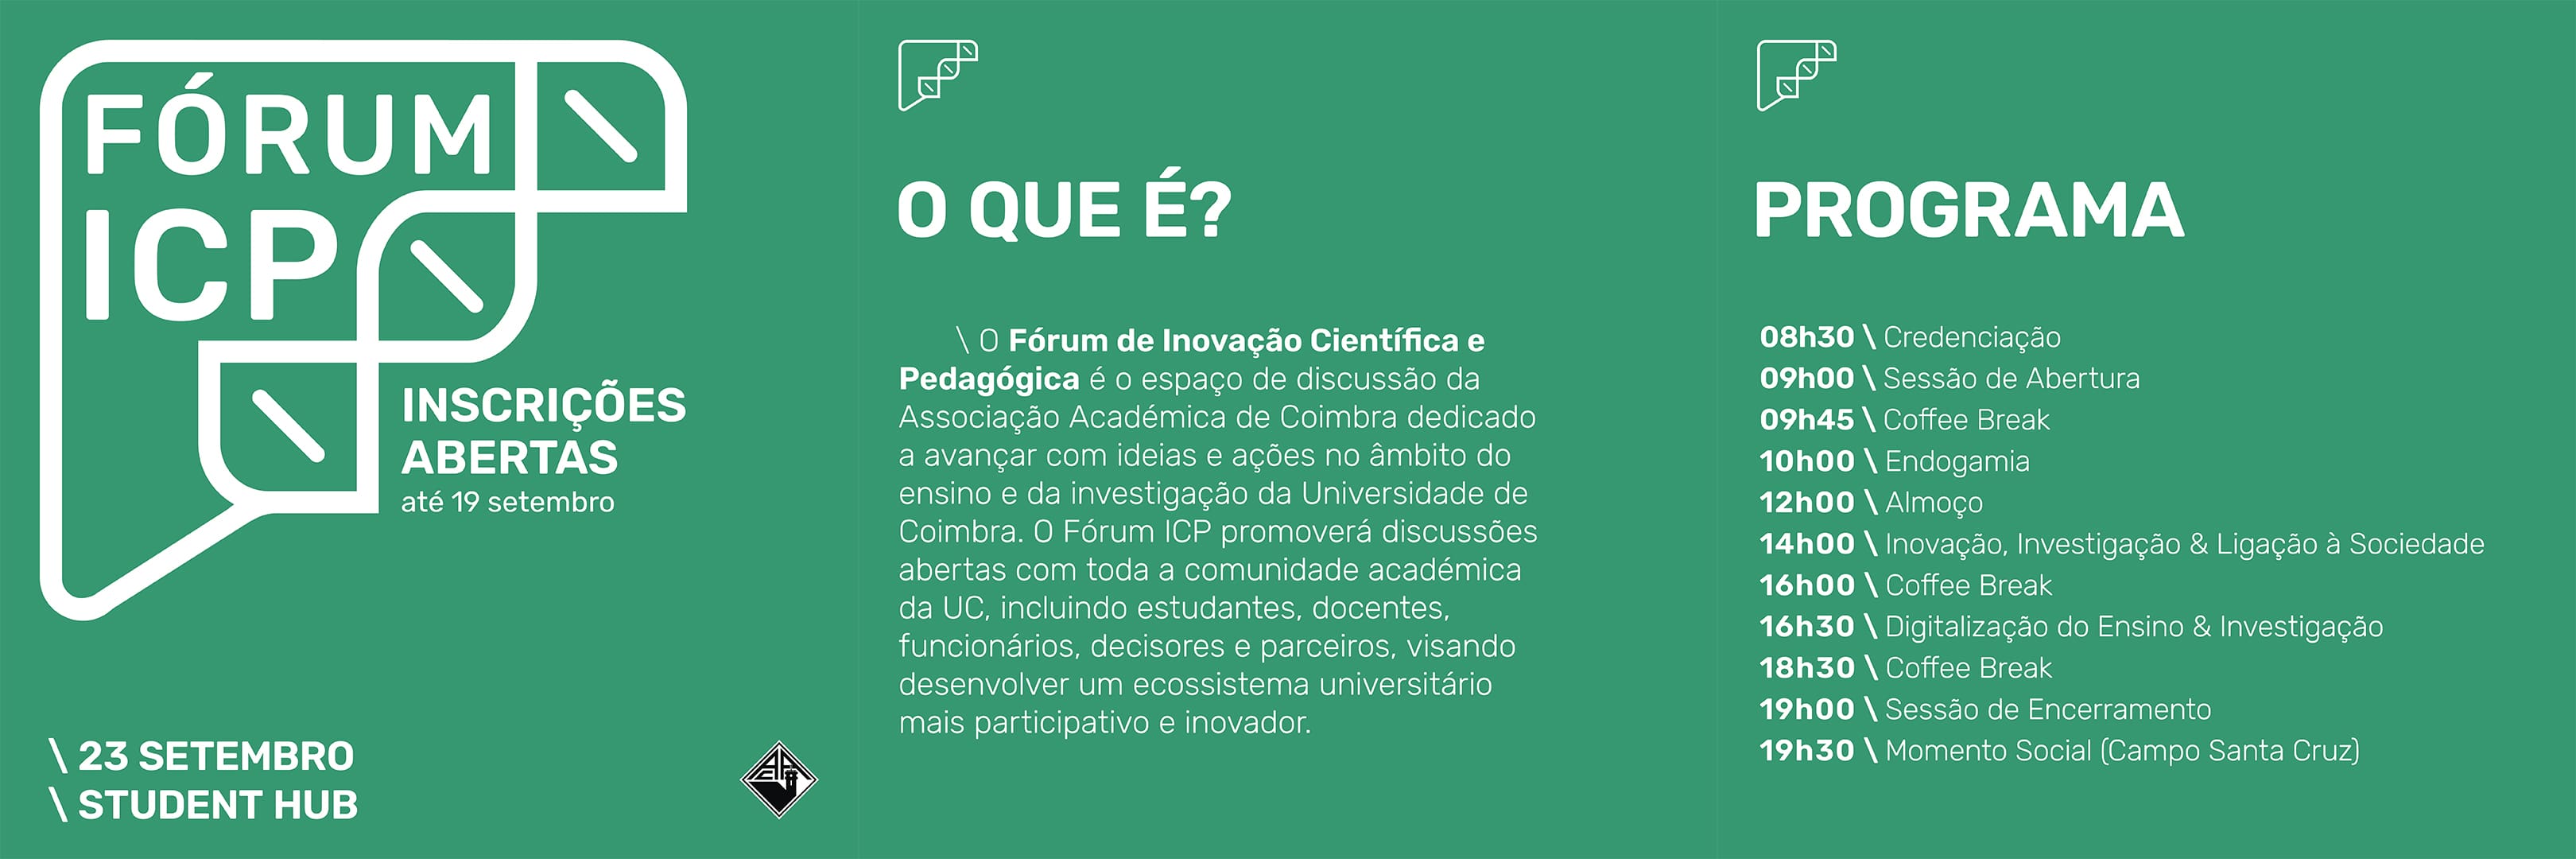 FÓRUM
ICP
INSCRIÇÕES
ABERTAS
até 19 setembro
\ 23 SETEMBRO
\ STUDENT HUB
O QUE É?
\ O Fórum de Inovação Científica e
Pedagógica é o espaço de discussão da
Associação Académica de Coimbra dedicado
a avançar com ideias e ações no âmbito do
ensino e da investigação da Universidade de
Coimbra. O Fórum ICP promoverá discussões
abertas com toda a comunidade académica
da UC, incluindo estudantes, docentes,
funcionários, decisores e parceiros, visando
desenvolver um ecossistema universitário
mais participativo e inovador.
PROGRAMA
08h30 \ Credenciação
09h00 \ Sessão de Abertura
09h45 \ Coffee Break
10h00 \ Endogamia
12h00 \ Almoço
14h00 \ Inovação, Investigação & Ligação à Sociedade
16h00 \ Coffee Break
16h30 \ Digitalização do Ensino & Investigação
18h30 \ Coffee Break
19h00 \ Sessão de Encerramento
19h30 \ Momento Social (Campo Santa Cruz)